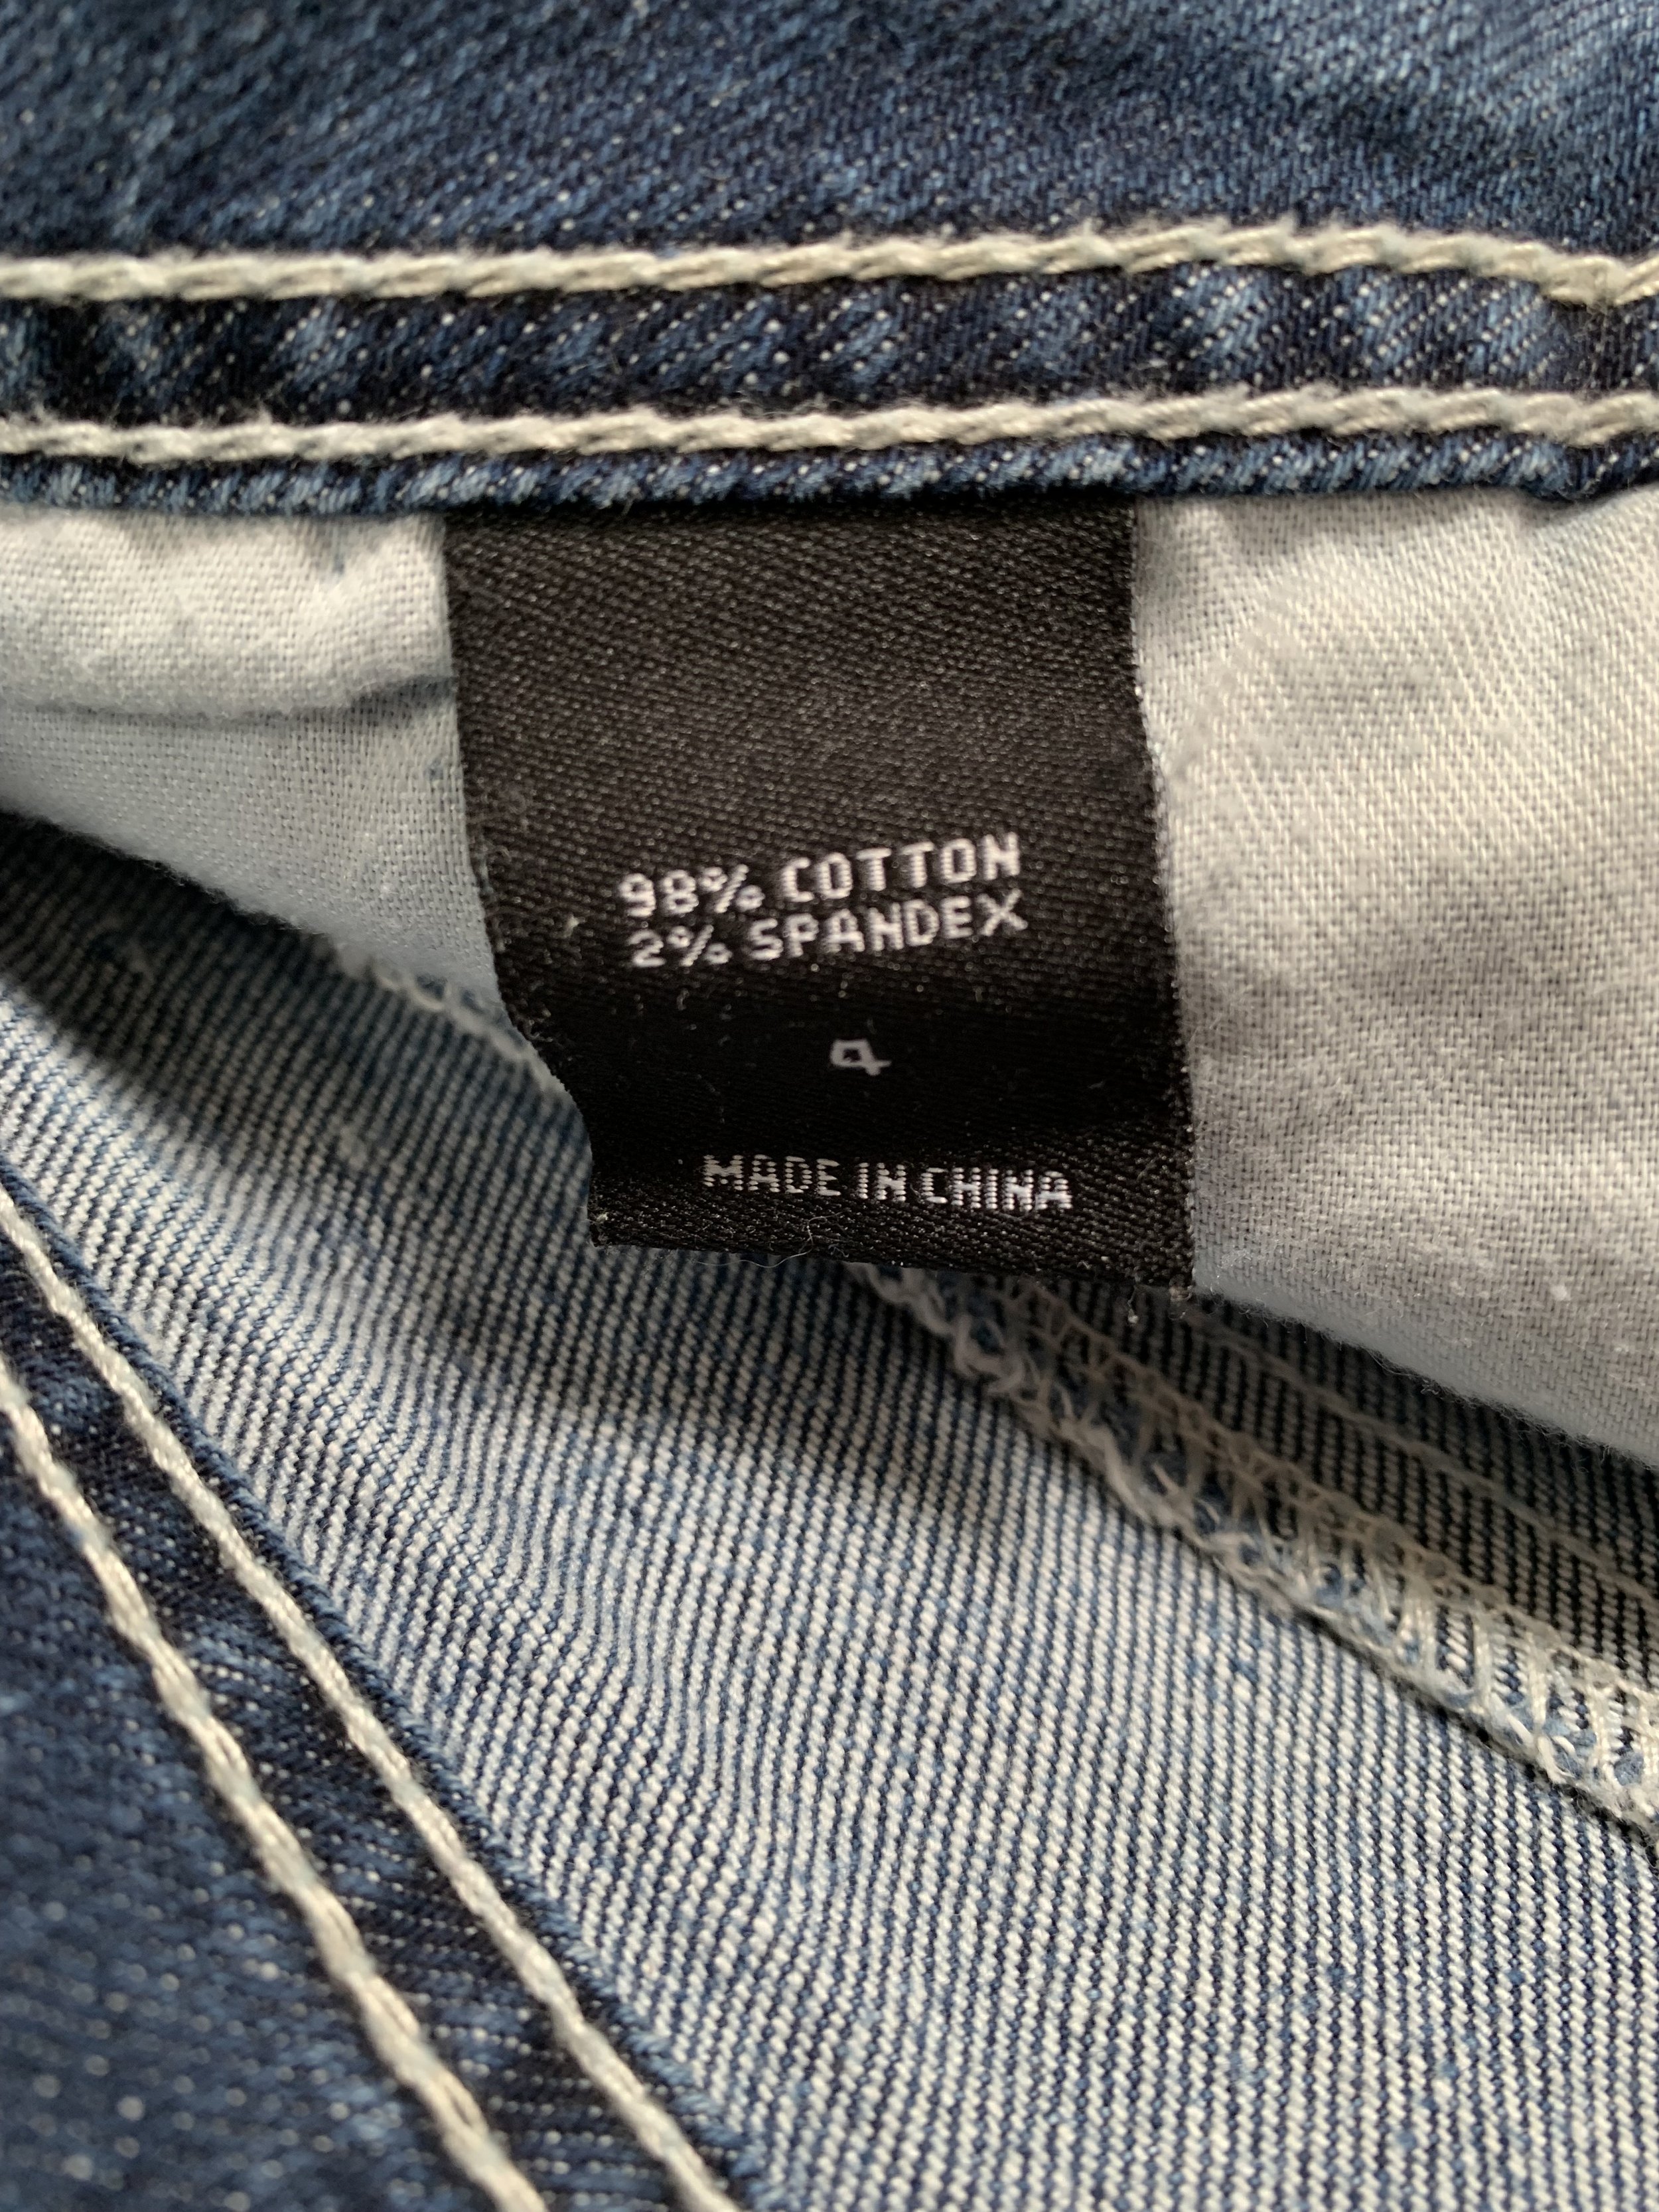 98% COTTON
2% SPANDEX
4
MADE IN CHINA